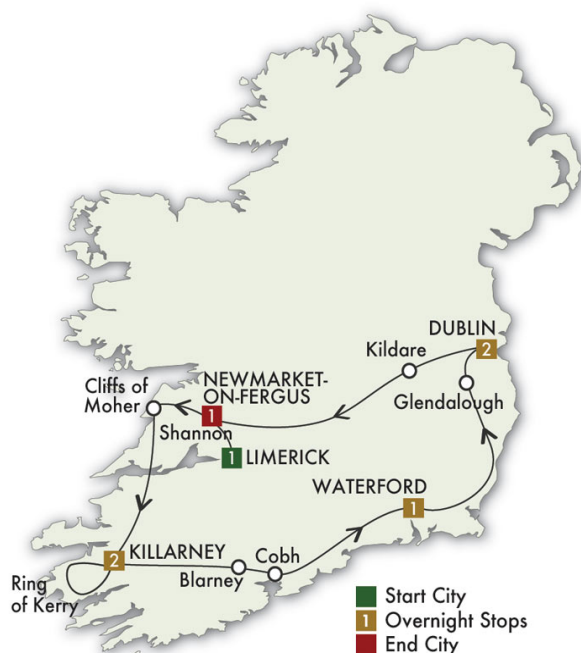 DUBLIN
2
Kildare
Glendalough
Cliffs of
Moher
NEWMARKET-
ON-FERGUS
1
Shannon
1
LIMERICK
WATERFORD
1
2
KILLARNEY
Ring
of Kerry
Blarney
Cobh
Start City
1
Overnight Stops
End City